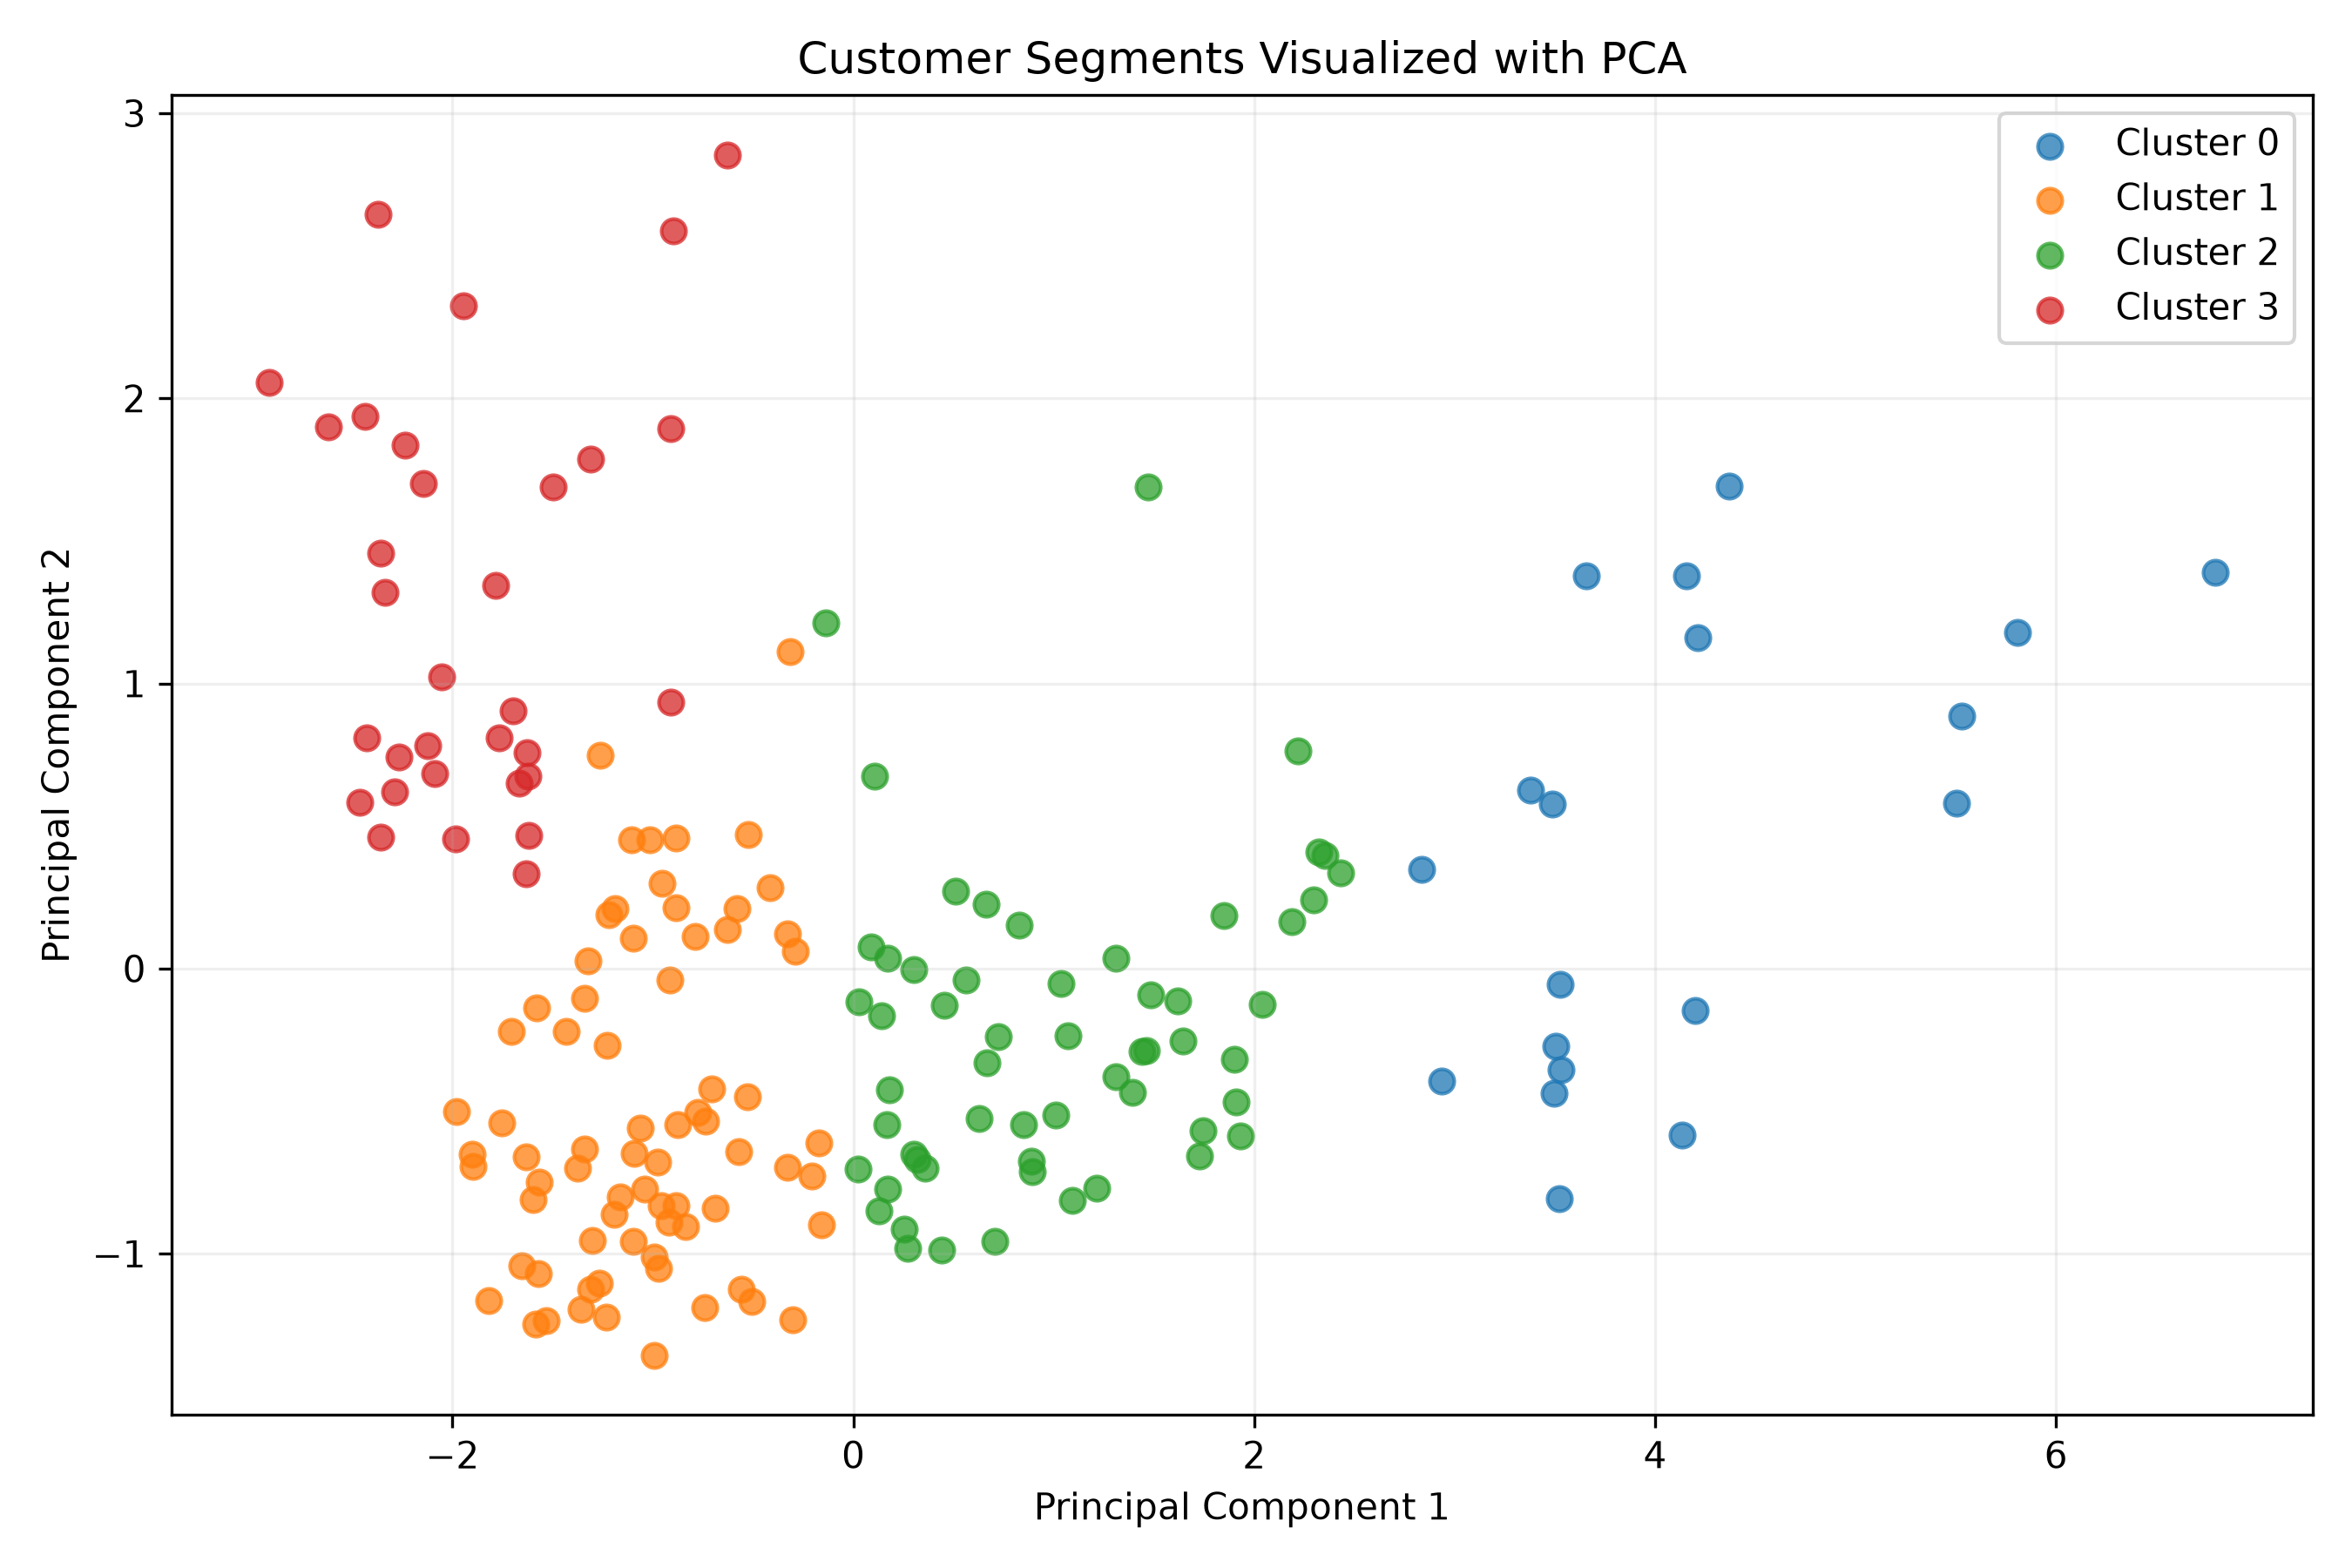 Customer Segments Visualized with PCA
Cluster 0
Cluster 1
Cluster 2
Cluster 3
Principal Component 2
3
2
1
0
−1
−2
0
2
4
6
Principal Component 1